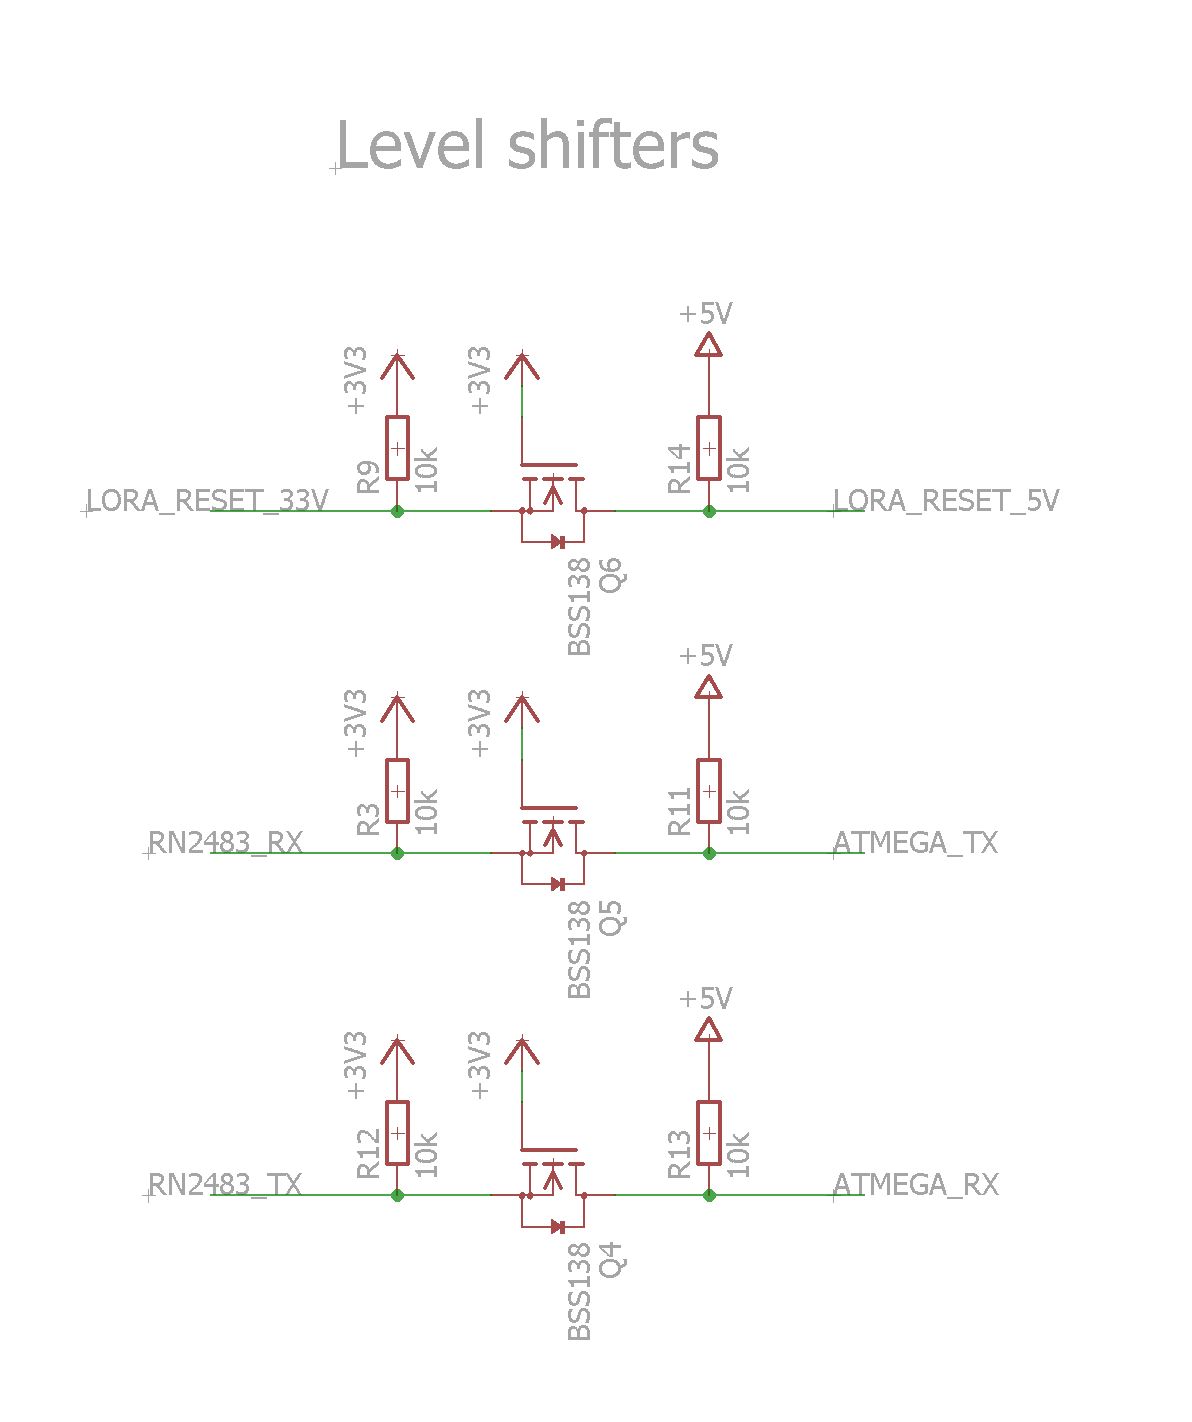 Level shifters
+3V3
+3V3
+5V
R9
10k
R14
10k
LORA_RESET_33V
LORA_RESET_5V
BSS138
Q6
+3V3
+3V3
+5V
R3
10k
R11
10k
RN2483_RX
ATMEGA_TX
BSS138
Q5
+3V3
+3V3
+5V
R12
10k
R13
10k
RN2483_TX
ATMEGA_RX
BSS138
Q4